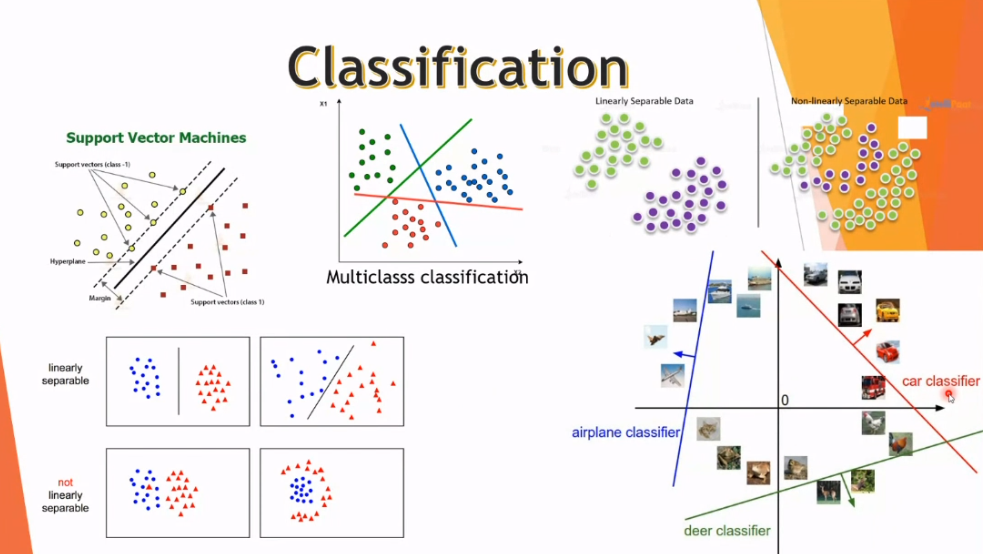 Classification
Support Vector Machines
Support vectors (class -1)
Hyperplane
Margin
Support vectors (class 1)
X1
Multiclasss classification
Linearly Separable Data
Non-linearly Separable Data
linearly
separable
not
linearly
separable
0
car classifier
airplane classifier
deer classifier